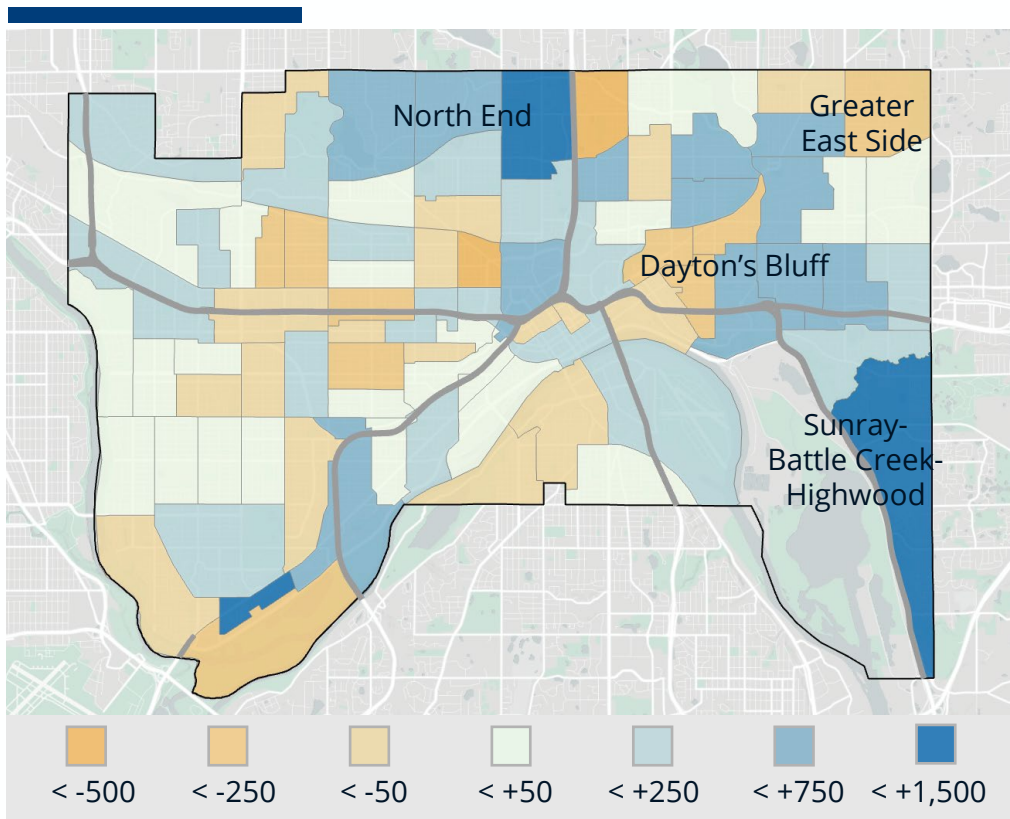 North End
Greater
East Side
Dayton's Bluff
Sunray-
Battle Creek-
Highwood
< -500
< -250
< -50
< +50
< +250
< +750
< +1,500